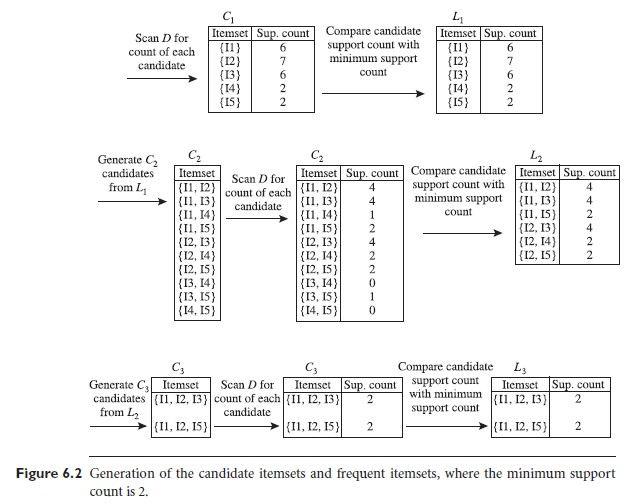 C1
L1
Scan D for
count of each
candidate
Itemset Sup. count
{I1} 6
{I2} 7
{I3} 6
{I4} 2
{I5} 2
Compare candidate
support count with
minimum support
count
Itemset Sup. count
{I1} 6
{I2} 7
{I3} 6
{I4} 2
{I5} 2
Generate C2
candidates
from L1
C2
Itemset
{I1, I2}
{I1, I3}
{I1, I4}
{I1, I5}
{I2, I3}
{I2, I4}
{I2, I5}
{I3, I4}
{I3, I5}
{I4, I5}
Scan D for
count of each
candidate
C2
Itemset Sup. count
{I1, I2} 4
{I1, I3} 4
{I1, I4} 1
{I1, I5} 2
{I2, I3} 4
{I2, I4} 2
{I2, I5} 2
{I3, I4} 0
{I3, I5} 1
{I4, I5} 0
Compare candidate
support count with
minimum support
count
L2
Itemset Sup. count
{I1, I2} 4
{I1, I3} 4
{I1, I5} 2
{I2, I3} 4
{I2, I4} 2
{I2, I5} 2
Generate C3
candidates
from L2
C3
Itemset
{I1, I2, I3}
{I1, I2, I5}
Scan D for
count of each
candidate
C3
Itemset Sup. count
{I1, I2, I3} 2
{I1, I2, I5} 2
Compare candidate
support count
with minimum
support count
L3
Itemset Sup. count
{I1, I2, I3} 2
{I1, I2, I5} 2
Figure 6.2 Generation of the candidate itemsets and frequent itemsets, where the minimum support
count is 2.